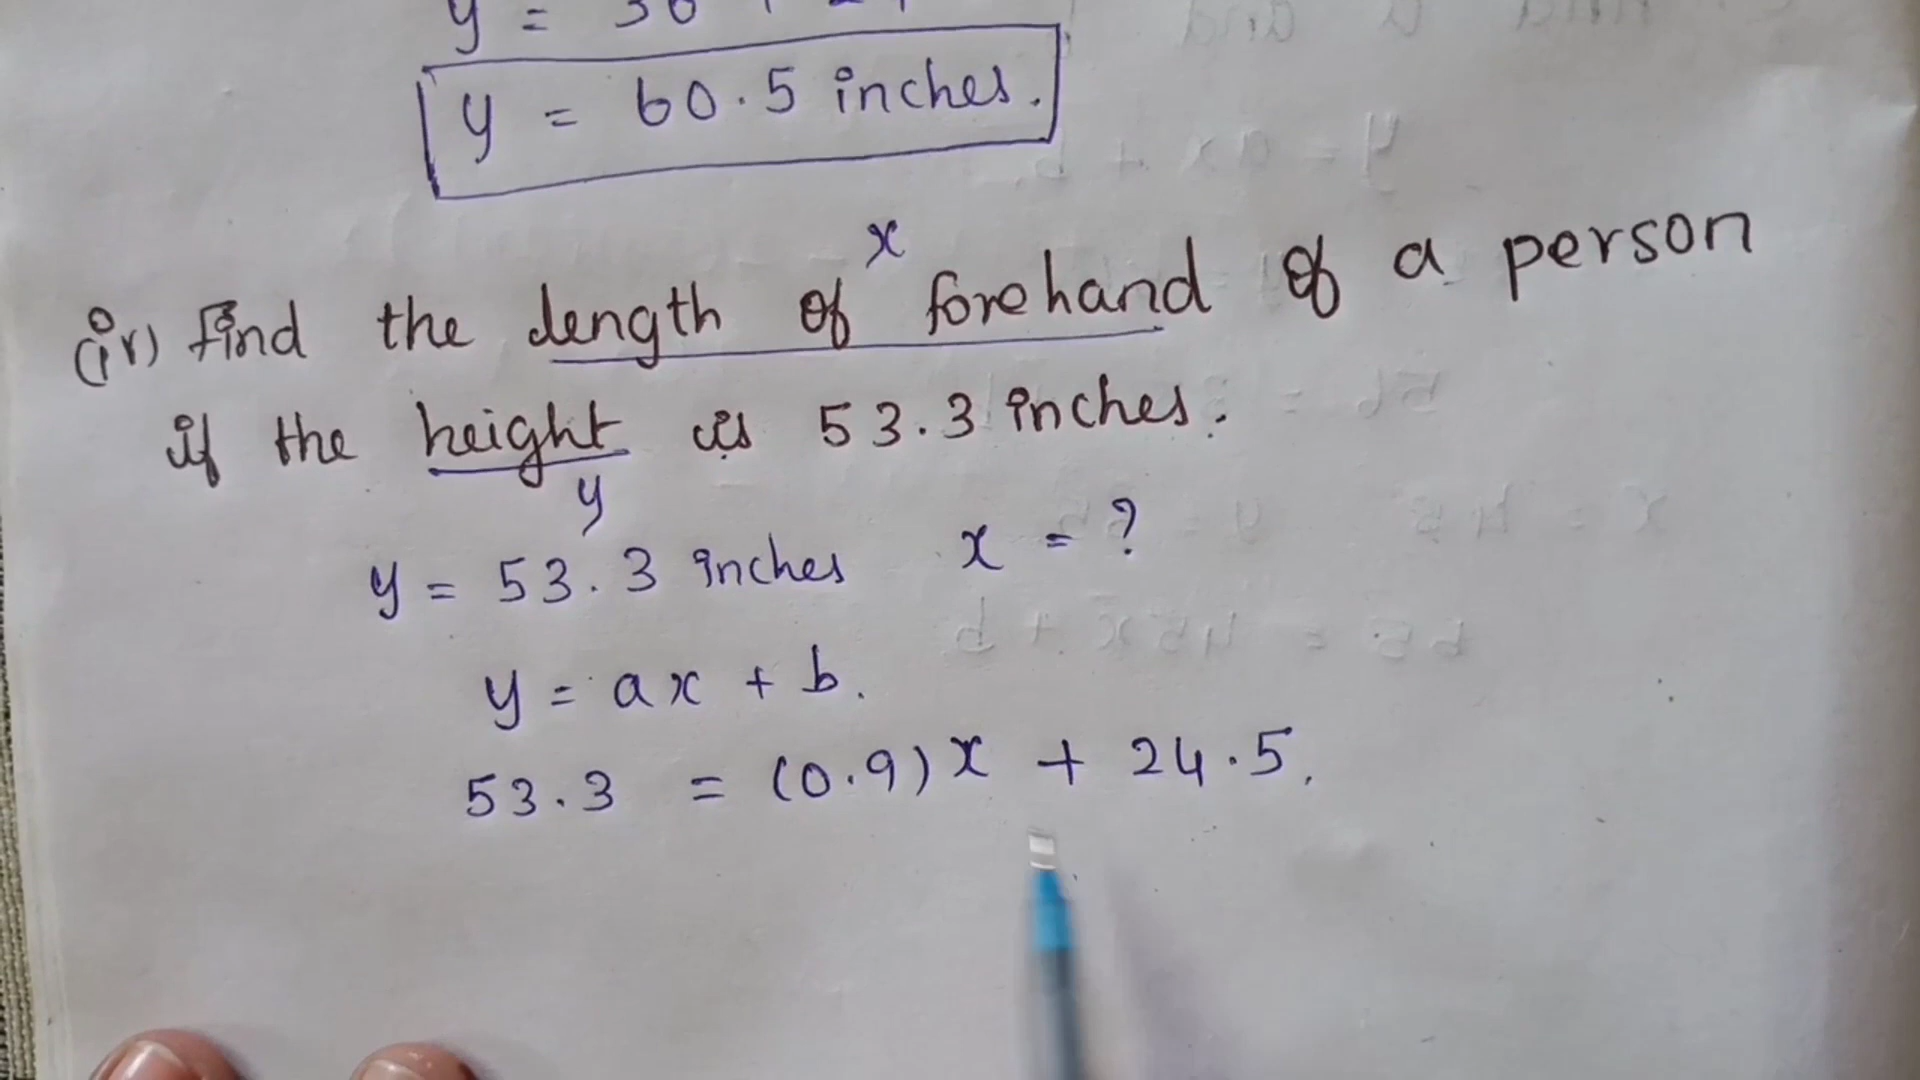 y = 36
y = 60.5 inches.
x
(iv) Find the length of forehand of a person
if the height is 53.3 inches.
y
y = 53.3 inches x = ?
y = ax + b.
53.3 = (0.9)x + 24.5.